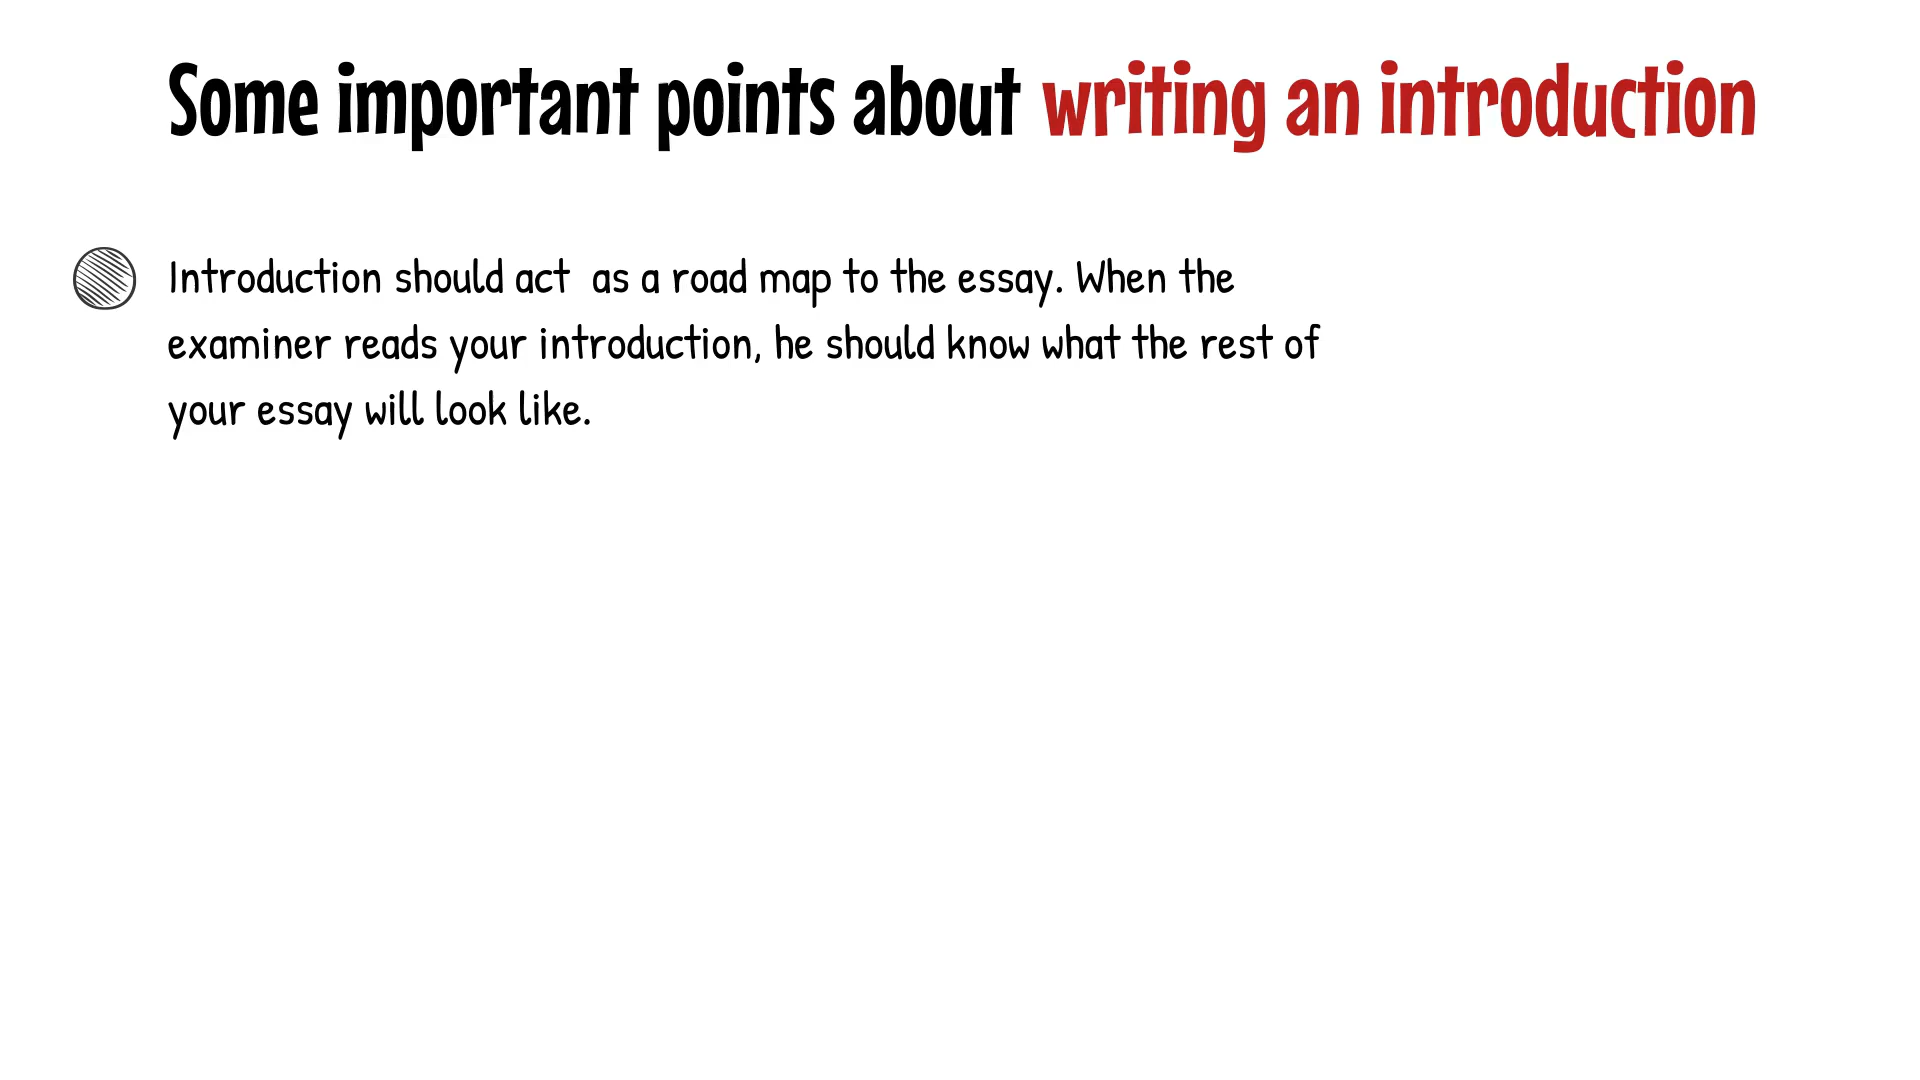 Some important points about writing an introduction
Introduction should act  as a road map to the essay. When the
examiner reads your introduction, he should know what the rest of
your essay will look like.